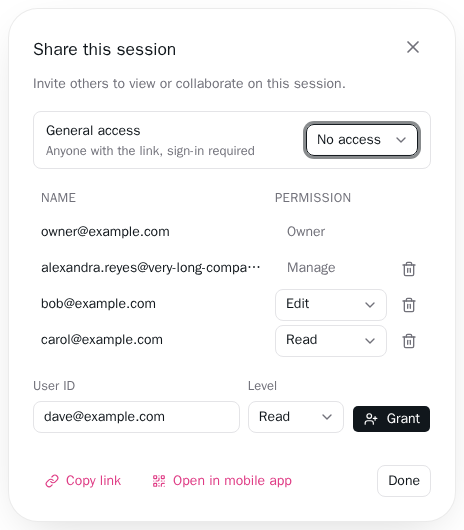 Share this session
Invite others to view or collaborate on this session.
General access
Anyone with the link, sign-in required
No access
NAME PERMISSION
owner@example.com Owner
alexandra.reyes@very-long-compa··· Manage
bob@example.com Edit
carol@example.com Read
User ID Level
dave@example.com Read Grant
Copy link Open in mobile app Done